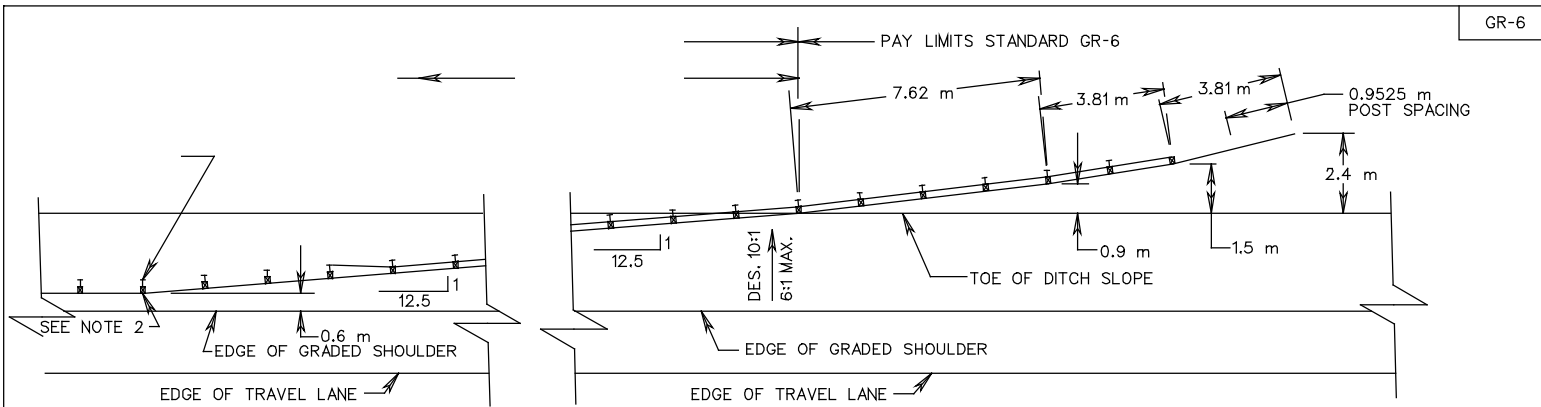 GR-6
PAY LIMITS STANDARD GR-6
7.62 m
3.81 m
3.81 m
0.9525 m
POST SPACING
2.4 m
1
12.5
DES. 10:1
6:1 MAX.
0.9 m
1.5 m
TOE OF DITCH SLOPE
1
12.5
SEE NOTE 2
0.6 m
EDGE OF GRADED SHOULDER
EDGE OF GRADED SHOULDER
EDGE OF TRAVEL LANE
EDGE OF TRAVEL LANE